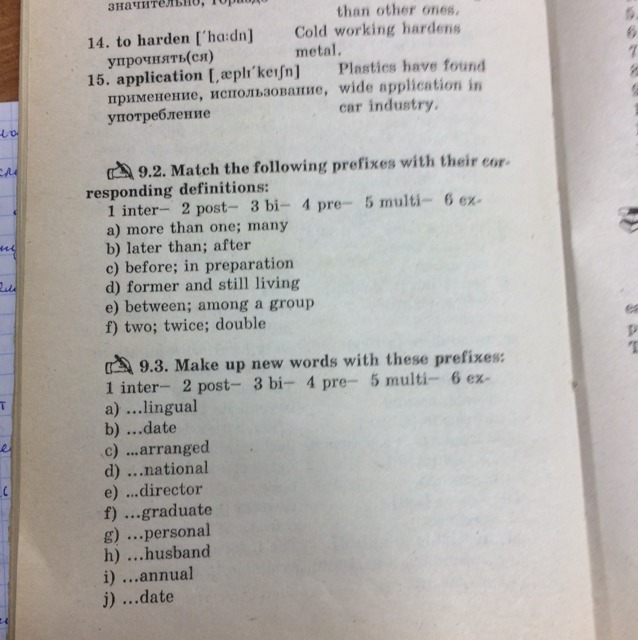 значительно, гораздо
than other ones.
14. to harden [ˈhɑ:dn] Cold working hardens
упрочнять(ся) metal.
15. application [ˌæplɪˈkeɪʃn] Plastics have found
применение, использование, wide application in
употребление car industry.
9.2. Match the following prefixes with their cor-
responding definitions:
1 inter– 2 post– 3 bi– 4 pre– 5 multi– 6 ex-
a) more than one; many
b) later than; after
c) before; in preparation
d) former and still living
e) between; among a group
f) two; twice; double
9.3. Make up new words with these prefixes:
1 inter– 2 post– 3 bi– 4 pre– 5 multi– 6 ex-
a) ...lingual
b) ...date
c) ...arranged
d) ...national
e) ...director
f) ...graduate
g) ...personal
h) ...husband
i) ...annual
j) ...date